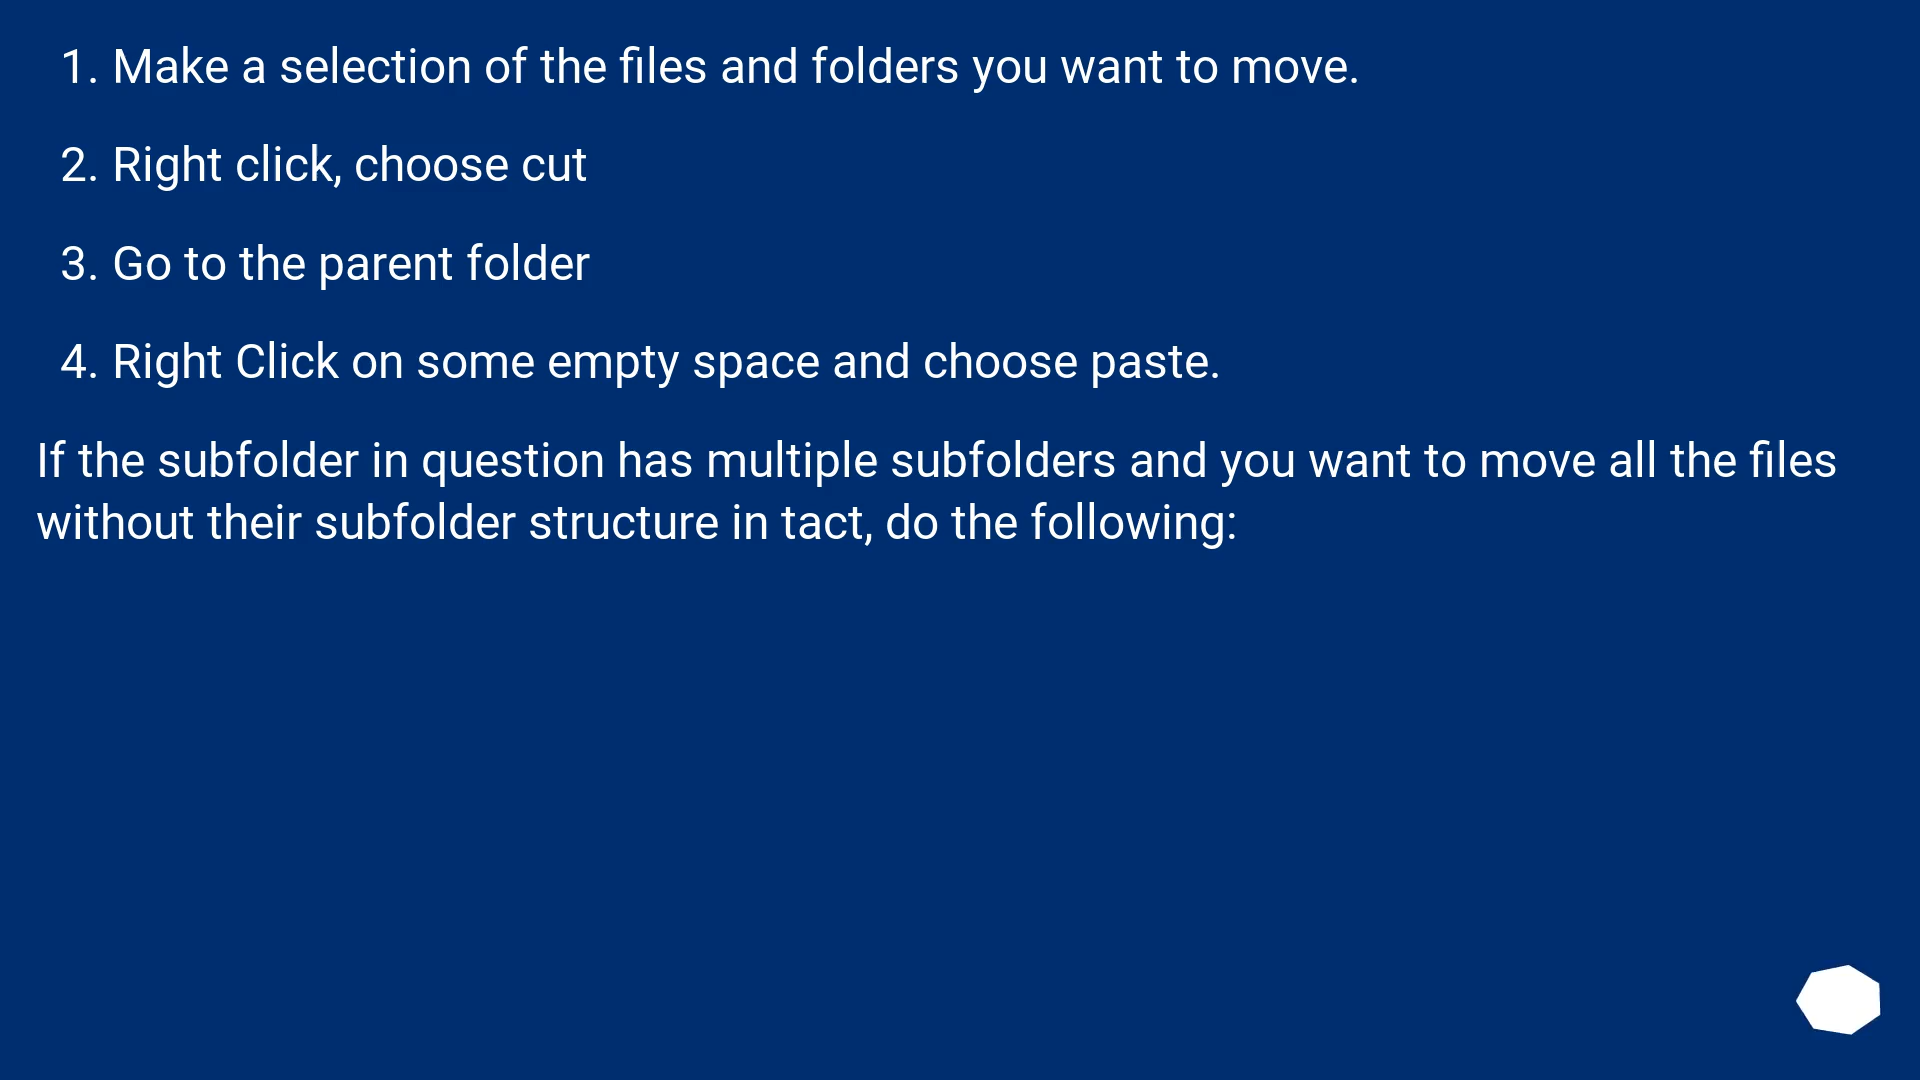 1. Make a selection of the files and folders you want to move.
2. Right click, choose cut
3. Go to the parent folder
4. Right Click on some empty space and choose paste.
If the subfolder in question has multiple subfolders and you want to move all the files
without their subfolder structure in tact, do the following: